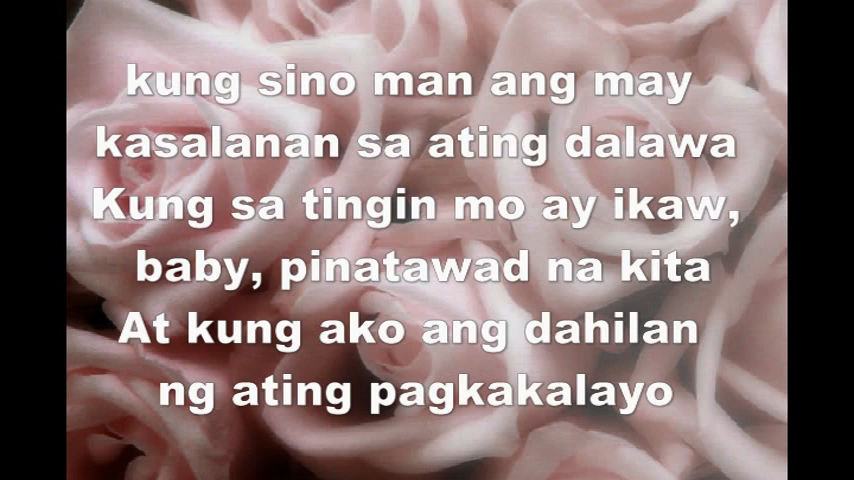 kung sino man ang may
kasalanan sa ating dalawa
Kung sa tingin mo ay ikaw,
baby, pinatawad na kita
At kung ako ang dahilan
ng ating pagkakalayo